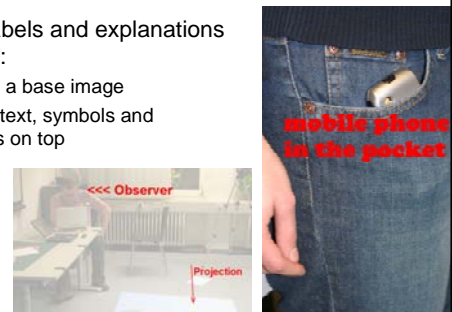 bels and explanations
:
a base image
text, symbols and
s on top
mobile phone
in the pocket
<<< Observer
Projection